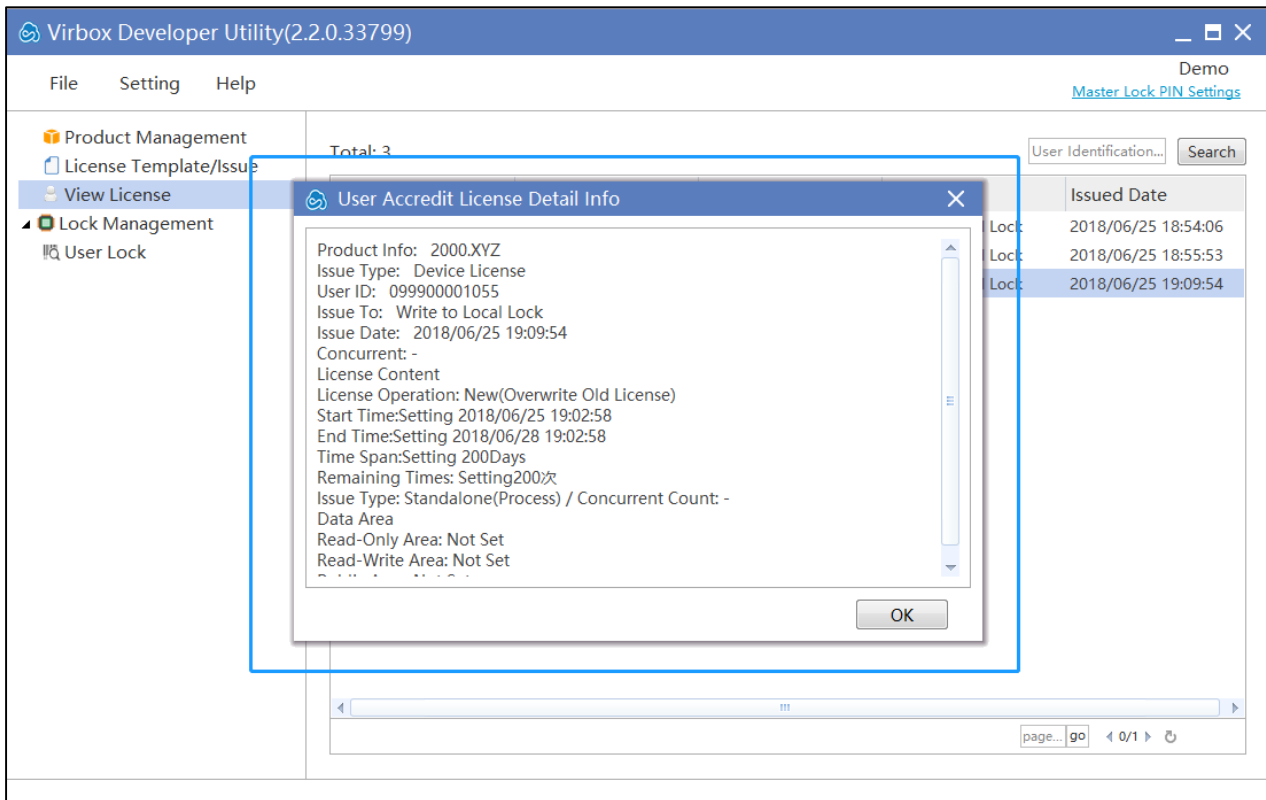 Virbox Developer Utility(2.2.0.33799)
File Setting Help
Demo
Master Lock PIN Settings
Product Management
License Template/Issue
View License
Lock Management
User Lock
Total: 3
User Identification... Search
Issued Date
Lock 2018/06/25 18:54:06
Lock 2018/06/25 18:55:53
Lock 2018/06/25 19:09:54
User Accredit License Detail Info
Product Info: 2000.XYZ
Issue Type: Device License
User ID: 099900001055
Issue To: Write to Local Lock
Issue Date: 2018/06/25 19:09:54
Concurrent: -
License Content
License Operation: New(Overwrite Old License)
Start Time:Setting 2018/06/25 19:02:58
End Time:Setting 2018/06/28 19:02:58
Time Span:Setting 200Days
Remaining Times: Setting200次
Issue Type: Standalone(Process) / Concurrent Count: -
Data Area
Read-Only Area: Not Set
Read-Write Area: Not Set
OK
page... go 0/1